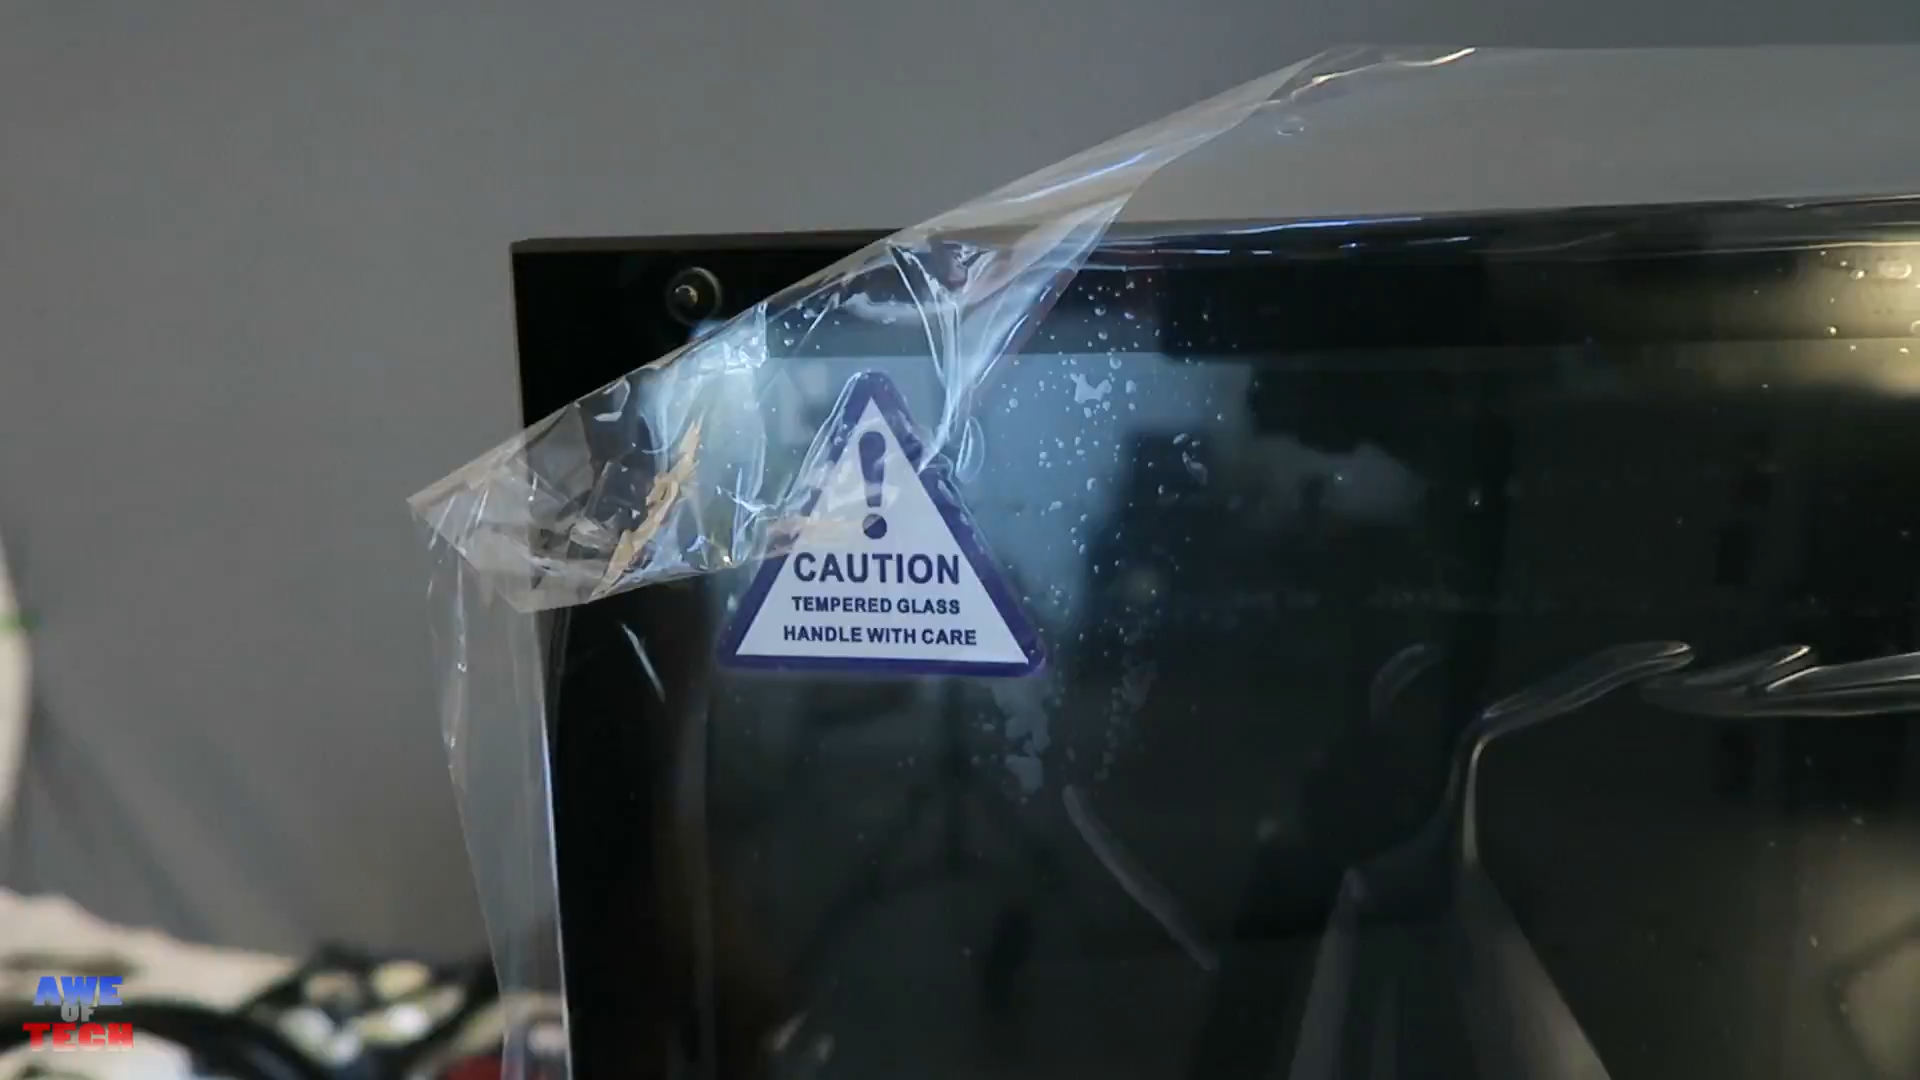 !
CAUTION
TEMPERED GLASS
HANDLE WITH CARE
AWE
OF
TECH